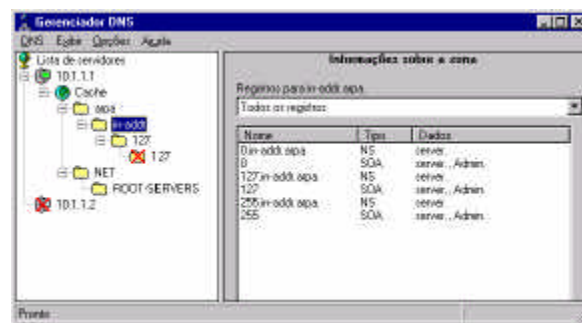 Gerenciador DNS
DNS Exibir Opções Ajuda
Lista de servidores
10.1.1.1
Cache
arpa
in-addr
127
127
NET
ROOT-SERVERS
10.1.1.2
Informações sobre a zona
Registros para in-addr.arpa.
Todos os registros
Nome Tipo Dados
0.in-addr.arpa NS server.
0 SOA server., Admin.
127.in-addr.arpa NS server.
127 SOA server., Admin.
255.in-addr.arpa NS server.
255 SOA server., Admin.
Pronto